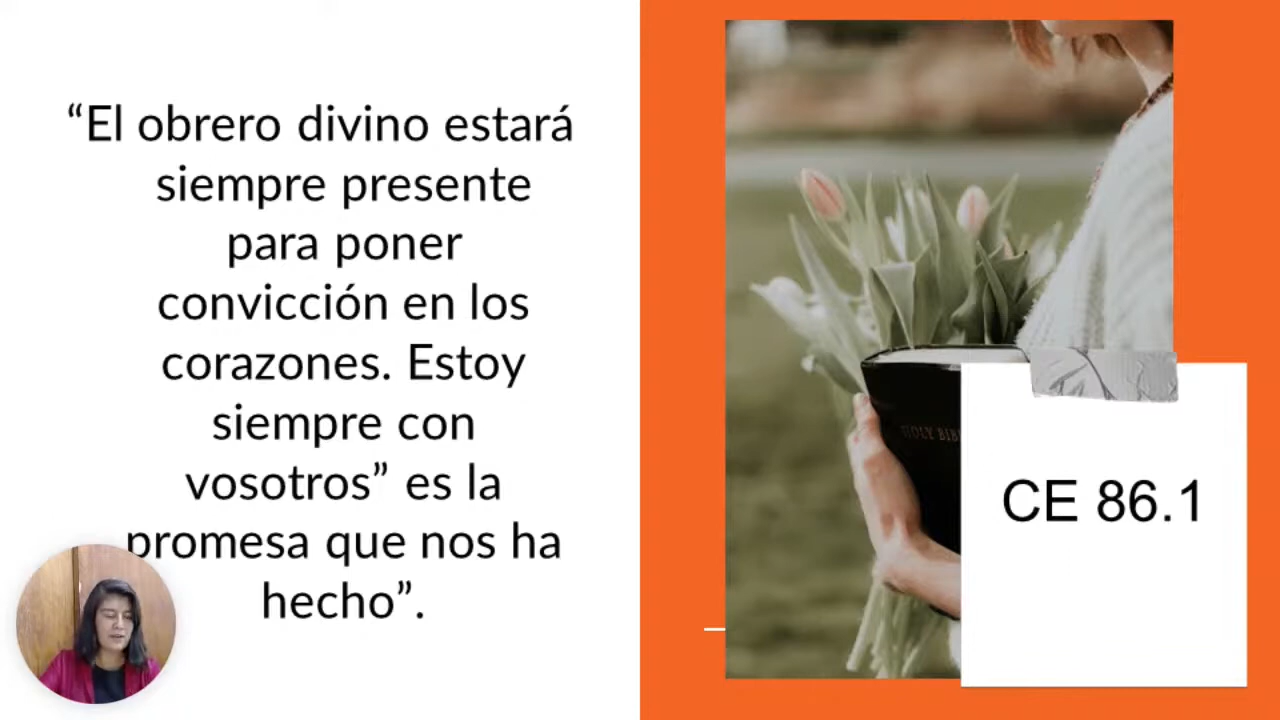 “El obrero divino estará
siempre presente
para poner
convicción en los
corazones. Estoy
siempre con
vosotros” es la
promesa que nos ha
hecho”.
HOLY
CE 86.1